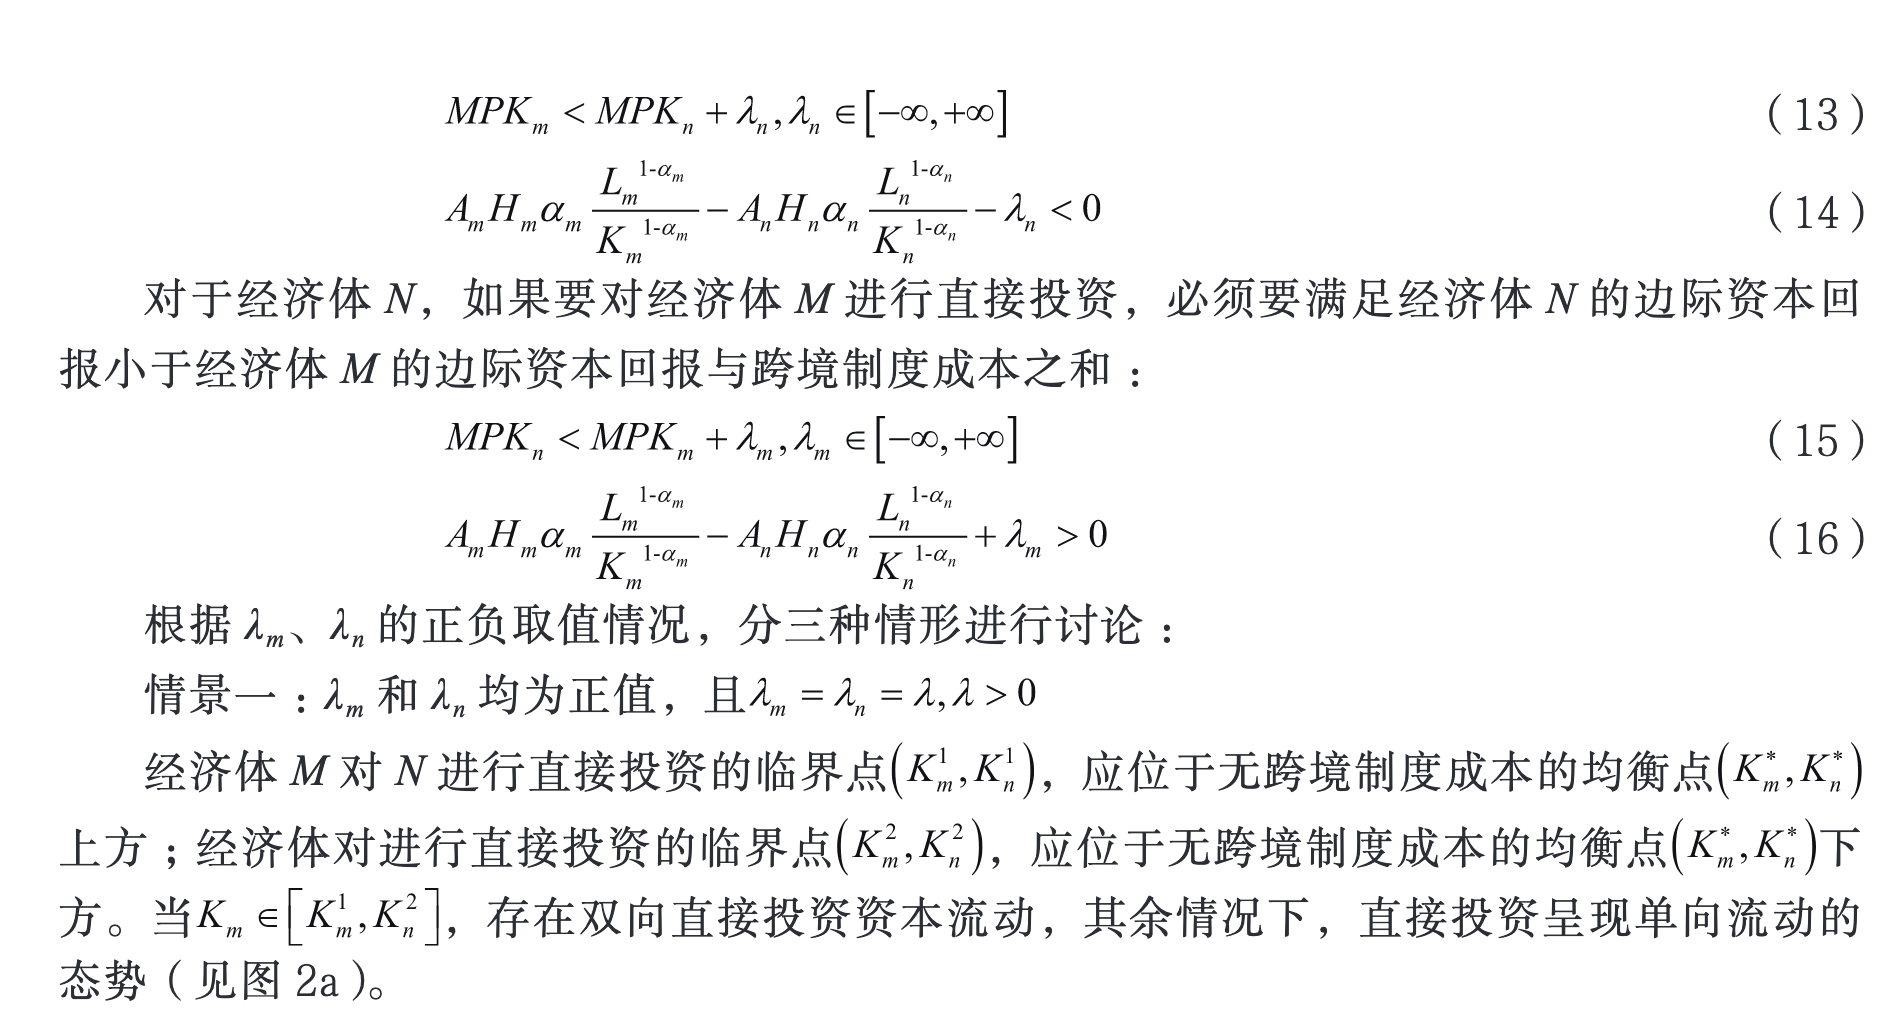 $MPK_m < MPK_n + \lambda_n, \lambda_n \in [-\infty, +\infty]$ （13）
$A_m H_m \alpha_m \frac{L_m^{1-\alpha_m}}{K_m^{1-\alpha_m}} - A_n H_n \alpha_n \frac{L_n^{1-\alpha_n}}{K_n^{1-\alpha_n}} - \lambda_n < 0$ （14）
对于经济体 N，如果要对经济体 M 进行直接投资，必须要满足经济体 N 的边际资本回
报小于经济体 M 的边际资本回报与跨境制度成本之和：
$MPK_n < MPK_m + \lambda_m, \lambda_m \in [-\infty, +\infty]$ （15）
$A_m H_m \alpha_m \frac{L_m^{1-\alpha_m}}{K_m^{1-\alpha_m}} - A_n H_n \alpha_n \frac{L_n^{1-\alpha_n}}{K_n^{1-\alpha_n}} + \lambda_m > 0$ （16）
根据 $\lambda_m$、$\lambda_n$ 的正负取值情况，分三种情形进行讨论：
情景一：$\lambda_m$ 和 $\lambda_n$ 均为正值，且$\lambda_m = \lambda_n = \lambda, \lambda > 0$
经济体 M 对 N 进行直接投资的临界点$(K_m^1, K_n^1)$，应位于无跨境制度成本的均衡点$(K_m^*, K_n^*)$
上方；经济体对进行直接投资的临界点$(K_m^2, K_n^2)$，应位于无跨境制度成本的均衡点$(K_m^*, K_n^*)$下
方。当$K_m \in [K_m^1, K_n^2]$，存在双向直接投资资本流动，其余情况下，直接投资呈现单向流动的
态势（见图 2a）。